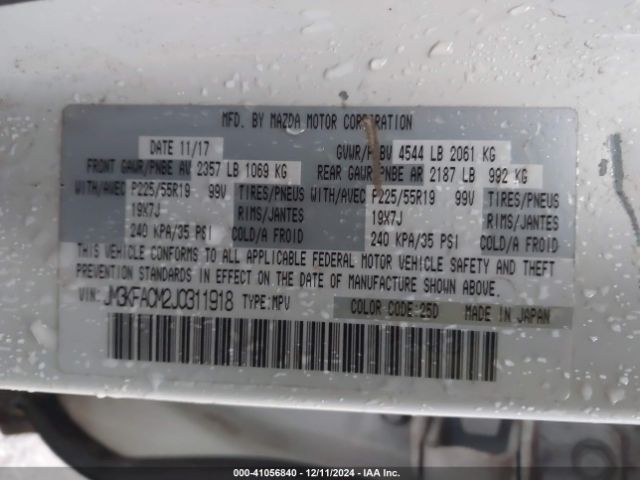 MFD. BY MAZDA MOTOR CORPORATION
DATE 11/17 GVWR/PNBV 4544 LB 2061 KG
FRONT GAWR/PNBE AV 2357 LB 1069 KG REAR GAWR/PNBE AR 2187 LB 992 KG
WITH/AVEC P225/55R19 99V TIRES/PNEUS WITH/AVEC P225/55R19 99V TIRES/PNEUS
19X7J RIMS/JANTES 19X7J RIMS/JANTES
240 KPA/35 PSI COLD/A FROID 240 KPA/35 PSI COLD/A FROID
THIS VEHICLE CONFORMS TO ALL APPLICABLE FEDERAL MOTOR VEHICLE SAFETY AND THEFT
PREVENTION STANDARDS IN EFFECT ON THE DATE OF MANUFACTURE SHOWN ABOVE.
VIN: JM3KFACM2J0311918 TYPE:MPV COLOR CODE:25D MADE IN JAPAN
000-41056840 - 12/11/2024 - IAA Inc.